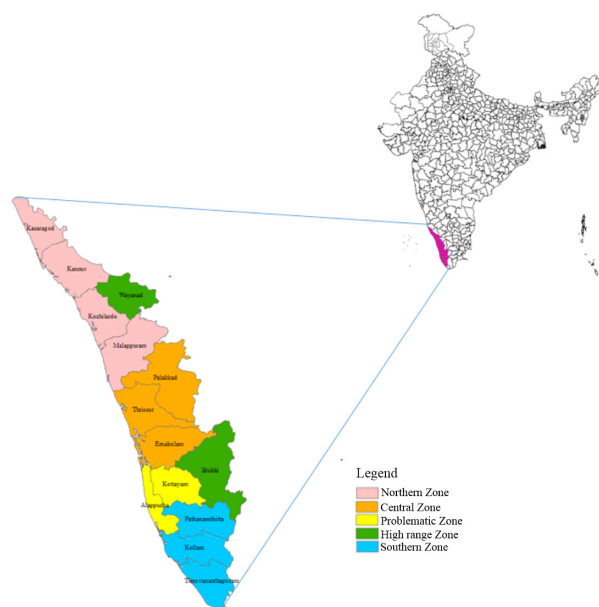 Kasaragod
Kannur
Wayanad
Kozhikode
Malappuram
Palakkad
Thrissur
Ernakulam
Idukki
Kottayam
Alappuzha
Pathanamthitta
Kollam
Thiruvananthapuram
Legend
Northern Zone
Central Zone
Problematic Zone
High range Zone
Southern Zone